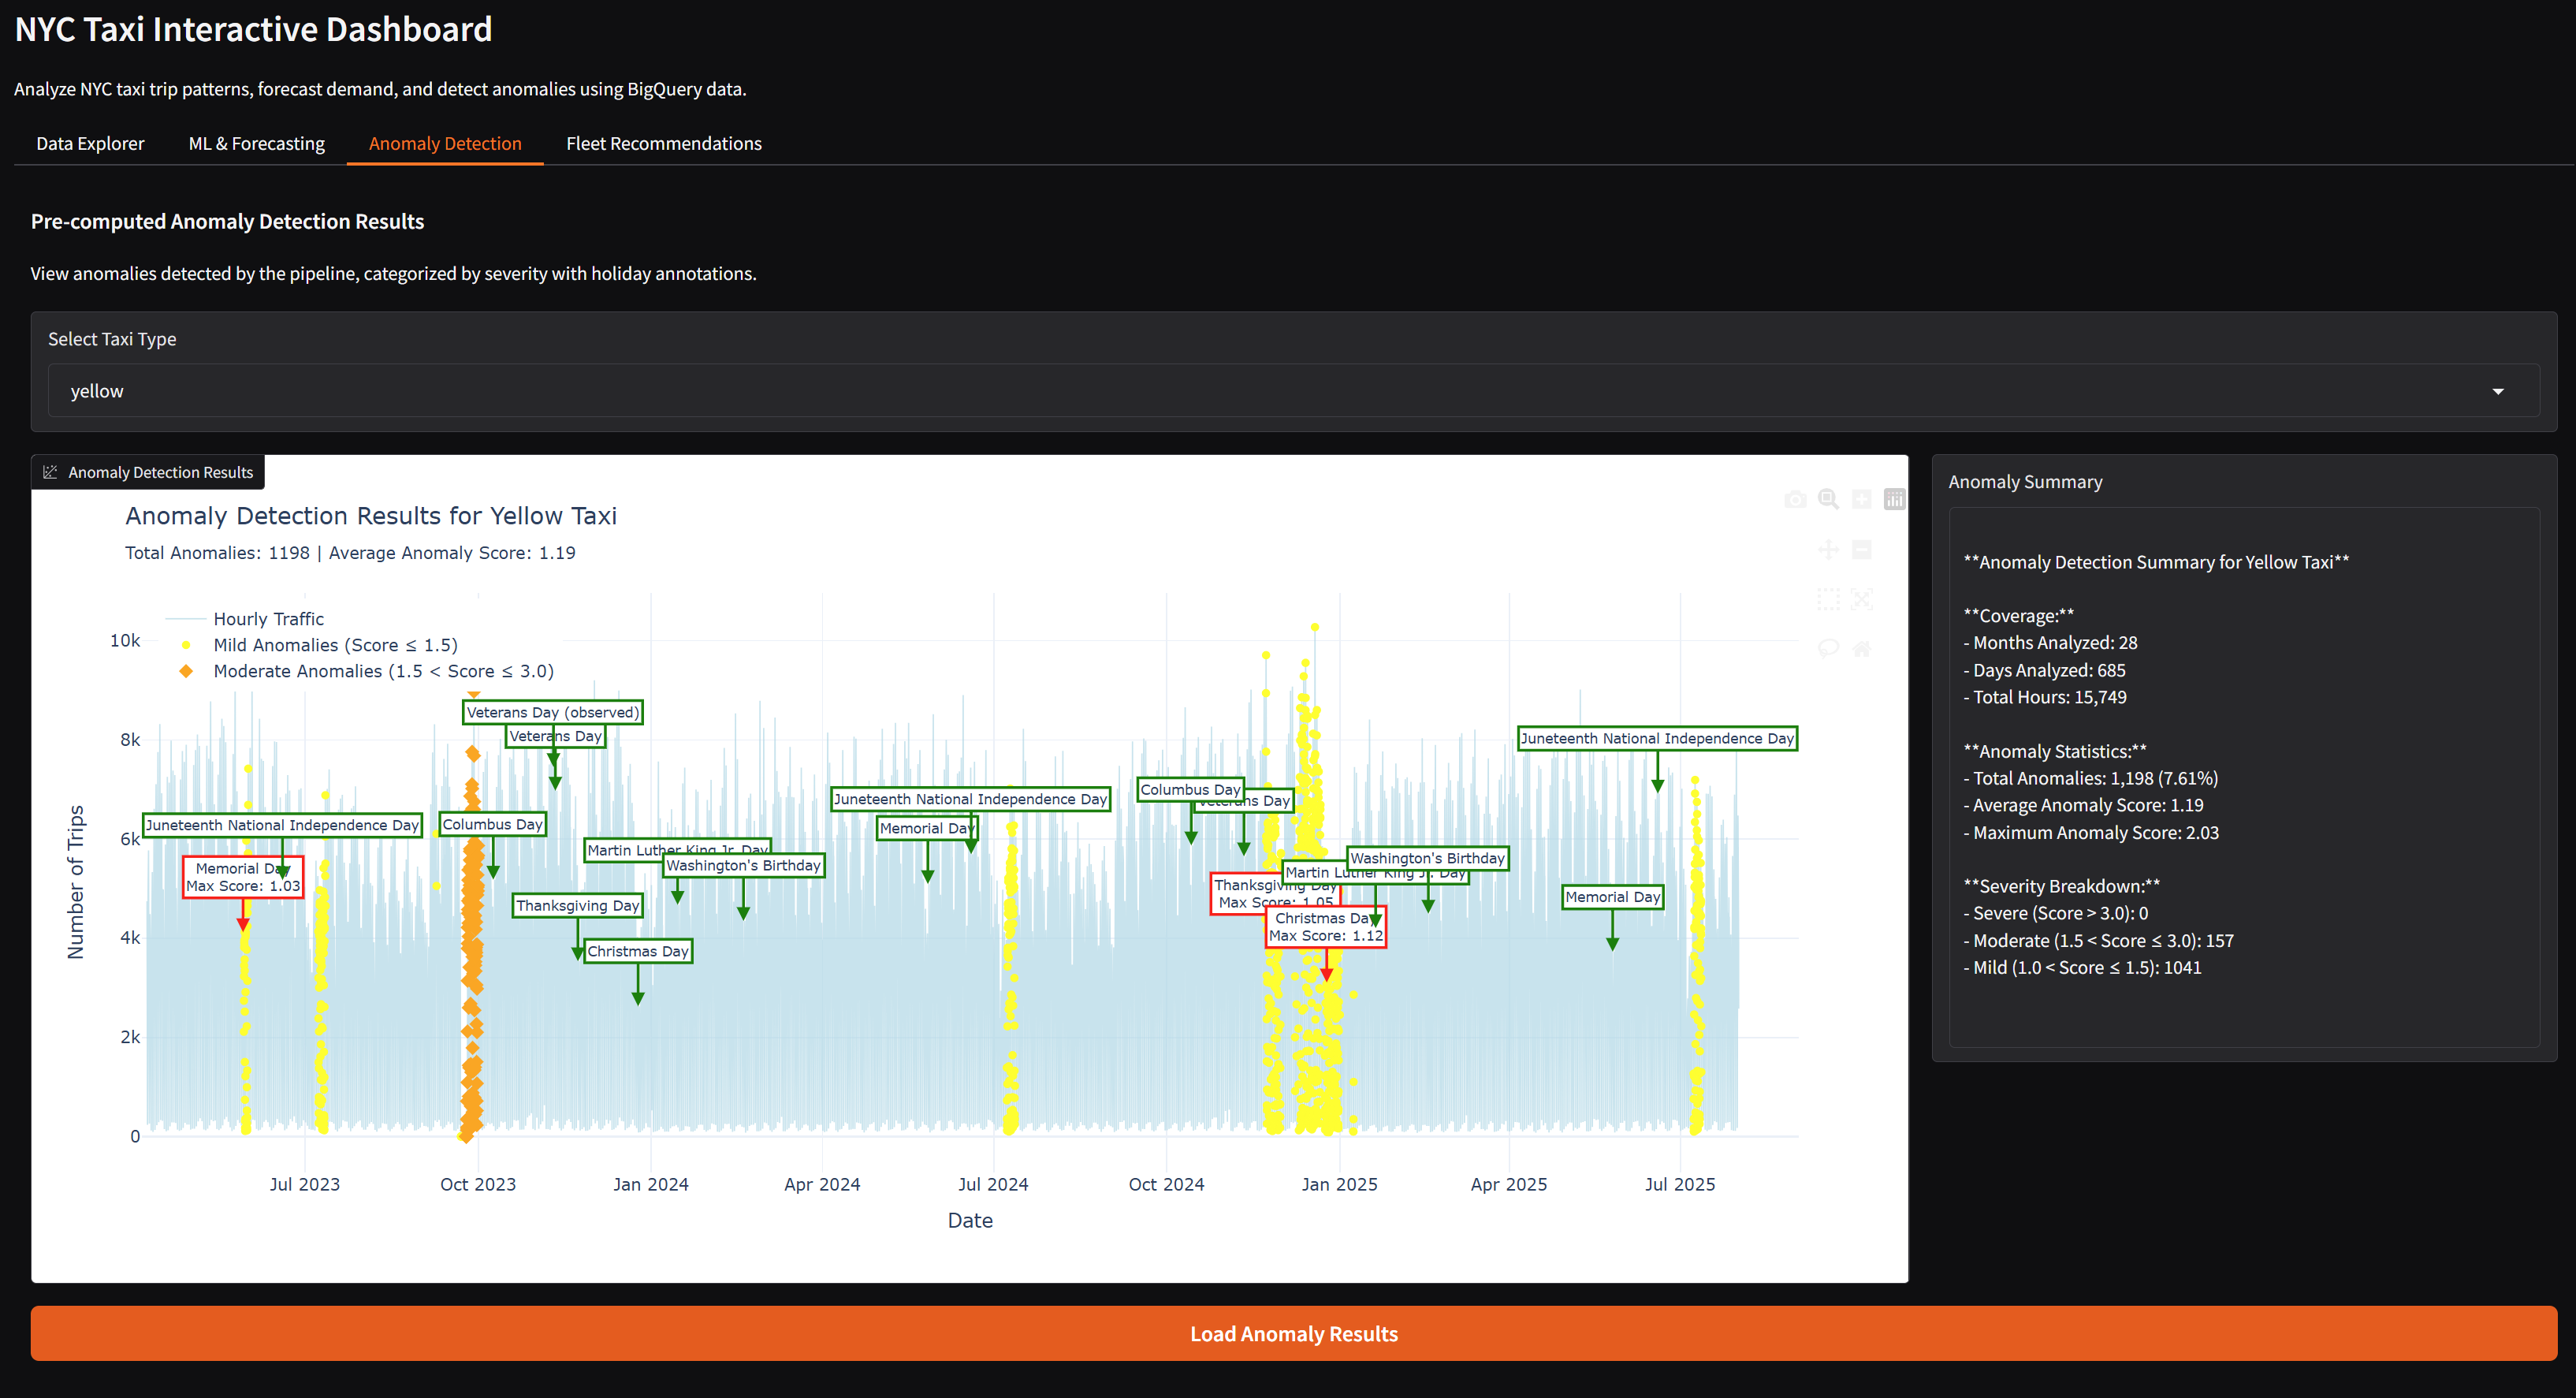 NYC Taxi Interactive Dashboard
Analyze NYC taxi trip patterns, forecast demand, and detect anomalies using BigQuery data.
Data Explorer
ML & Forecasting
Anomaly Detection
Fleet Recommendations
Pre-computed Anomaly Detection Results
View anomalies detected by the pipeline, categorized by severity with holiday annotations.
Select Taxi Type
yellow
Anomaly Detection Results
Anomaly Detection Results for Yellow Taxi
Total Anomalies: 1198 | Average Anomaly Score: 1.19
Hourly Traffic
Mild Anomalies (Score ≤ 1.5)
Moderate Anomalies (1.5 < Score ≤ 3.0)
10k
8k
6k
4k
2k
0
Number of Trips
Veterans Day (observed)
Veterans Day
Juneteenth National Independence Day
Columbus Day
Memorial Day
Max Score: 1.03
Martin Luther King Jr. Day
Washington's Birthday
Thanksgiving Day
Christmas Day
Juneteenth National Independence Day
Memorial Day
Columbus Day
Veterans Day
Thanksgiving Day
Max Score: 1.05
Martin Luther King Jr. Day
Washington's Birthday
Christmas Day
Max Score: 1.12
Juneteenth National Independence Day
Memorial Day
Jul 2023
Oct 2023
Jan 2024
Apr 2024
Jul 2024
Oct 2024
Jan 2025
Apr 2025
Jul 2025
Date
Anomaly Summary
**Anomaly Detection Summary for Yellow Taxi**
**Coverage:**
- Months Analyzed: 28
- Days Analyzed: 685
- Total Hours: 15,749
**Anomaly Statistics:**
- Total Anomalies: 1,198 (7.61%)
- Average Anomaly Score: 1.19
- Maximum Anomaly Score: 2.03
**Severity Breakdown:**
- Severe (Score > 3.0): 0
- Moderate (1.5 < Score ≤ 3.0): 157
- Mild (1.0 < Score ≤ 1.5): 1041
Load Anomaly Results